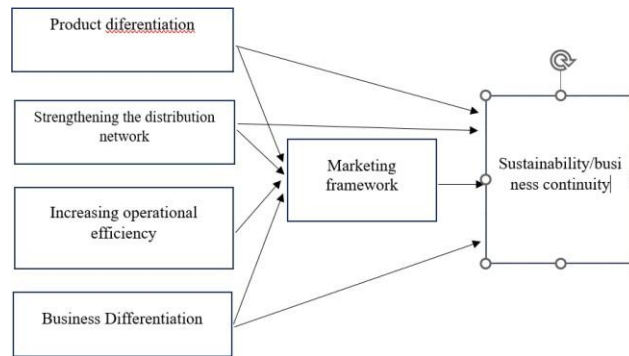 Product diferentiation
Strengthening the distribution
network
Increasing operational
efficiency
Business Differentiation
Marketing
framework
Sustainability/busi
ness continuity